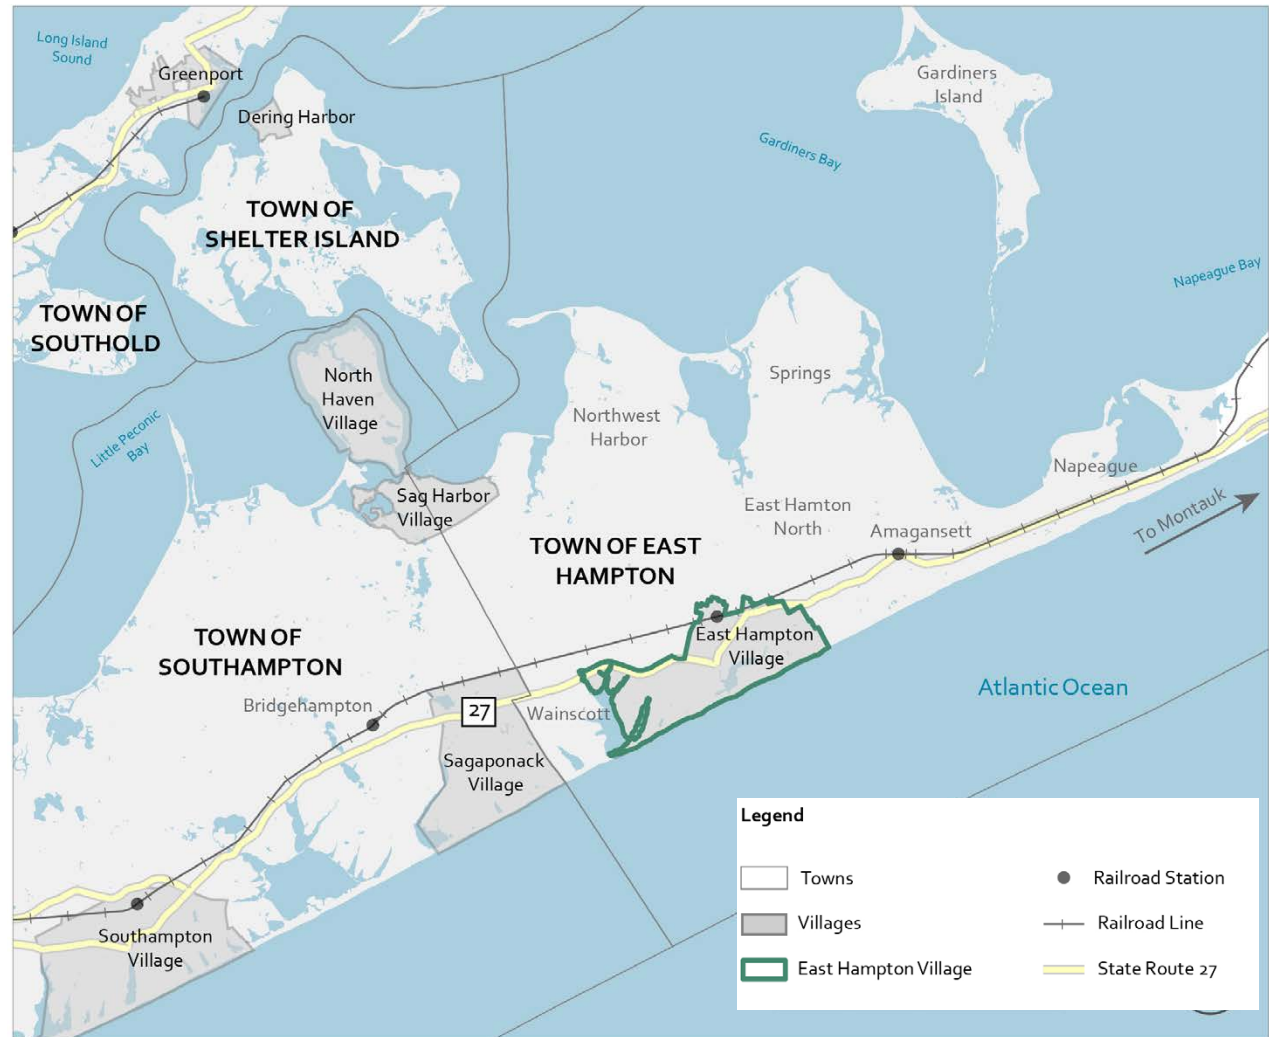 Long Island
Sound
Greenport
Dering Harbor
Gardiners
Island
Gardiners Bay
TOWN OF
SHELTER ISLAND
Napeague Bay
TOWN OF
SOUTHOLD
North
Haven
Village
Springs
Northwest
Harbor
Little Peconic
Bay
Napeague
Sag Harbor
Village
East Hamton
North
Amagansett
To Montauk
TOWN OF EAST
HAMPTON
TOWN OF
SOUTHAMPTON
East Hampton
Village
Atlantic Ocean
Bridgehampton
27
Wainscott
Sagaponack
Village
Southampton
Village
Legend
Towns
Railroad Station
Villages
Railroad Line
East Hampton Village
State Route 27